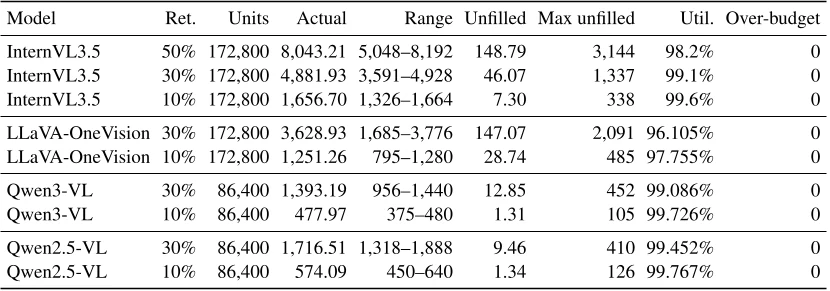 Model Ret. Units Actual Range Unfilled Max unfilled Util. Over-budget
InternVL3.5 50% 172,800 8,043.21 5,048–8,192 148.79 3,144 98.2% 0
InternVL3.5 30% 172,800 4,881.93 3,591–4,928 46.07 1,337 99.1% 0
InternVL3.5 10% 172,800 1,656.70 1,326–1,664 7.30 338 99.6% 0
LLaVA-OneVision 30% 172,800 3,628.93 1,685–3,776 147.07 2,091 96.105% 0
LLaVA-OneVision 10% 172,800 1,251.26 795–1,280 28.74 485 97.755% 0
Qwen3-VL 30% 86,400 1,393.19 956–1,440 12.85 452 99.086% 0
Qwen3-VL 10% 86,400 477.97 375–480 1.31 105 99.726% 0
Qwen2.5-VL 30% 86,400 1,716.51 1,318–1,888 9.46 410 99.452% 0
Qwen2.5-VL 10% 86,400 574.09 450–640 1.34 126 99.767% 0